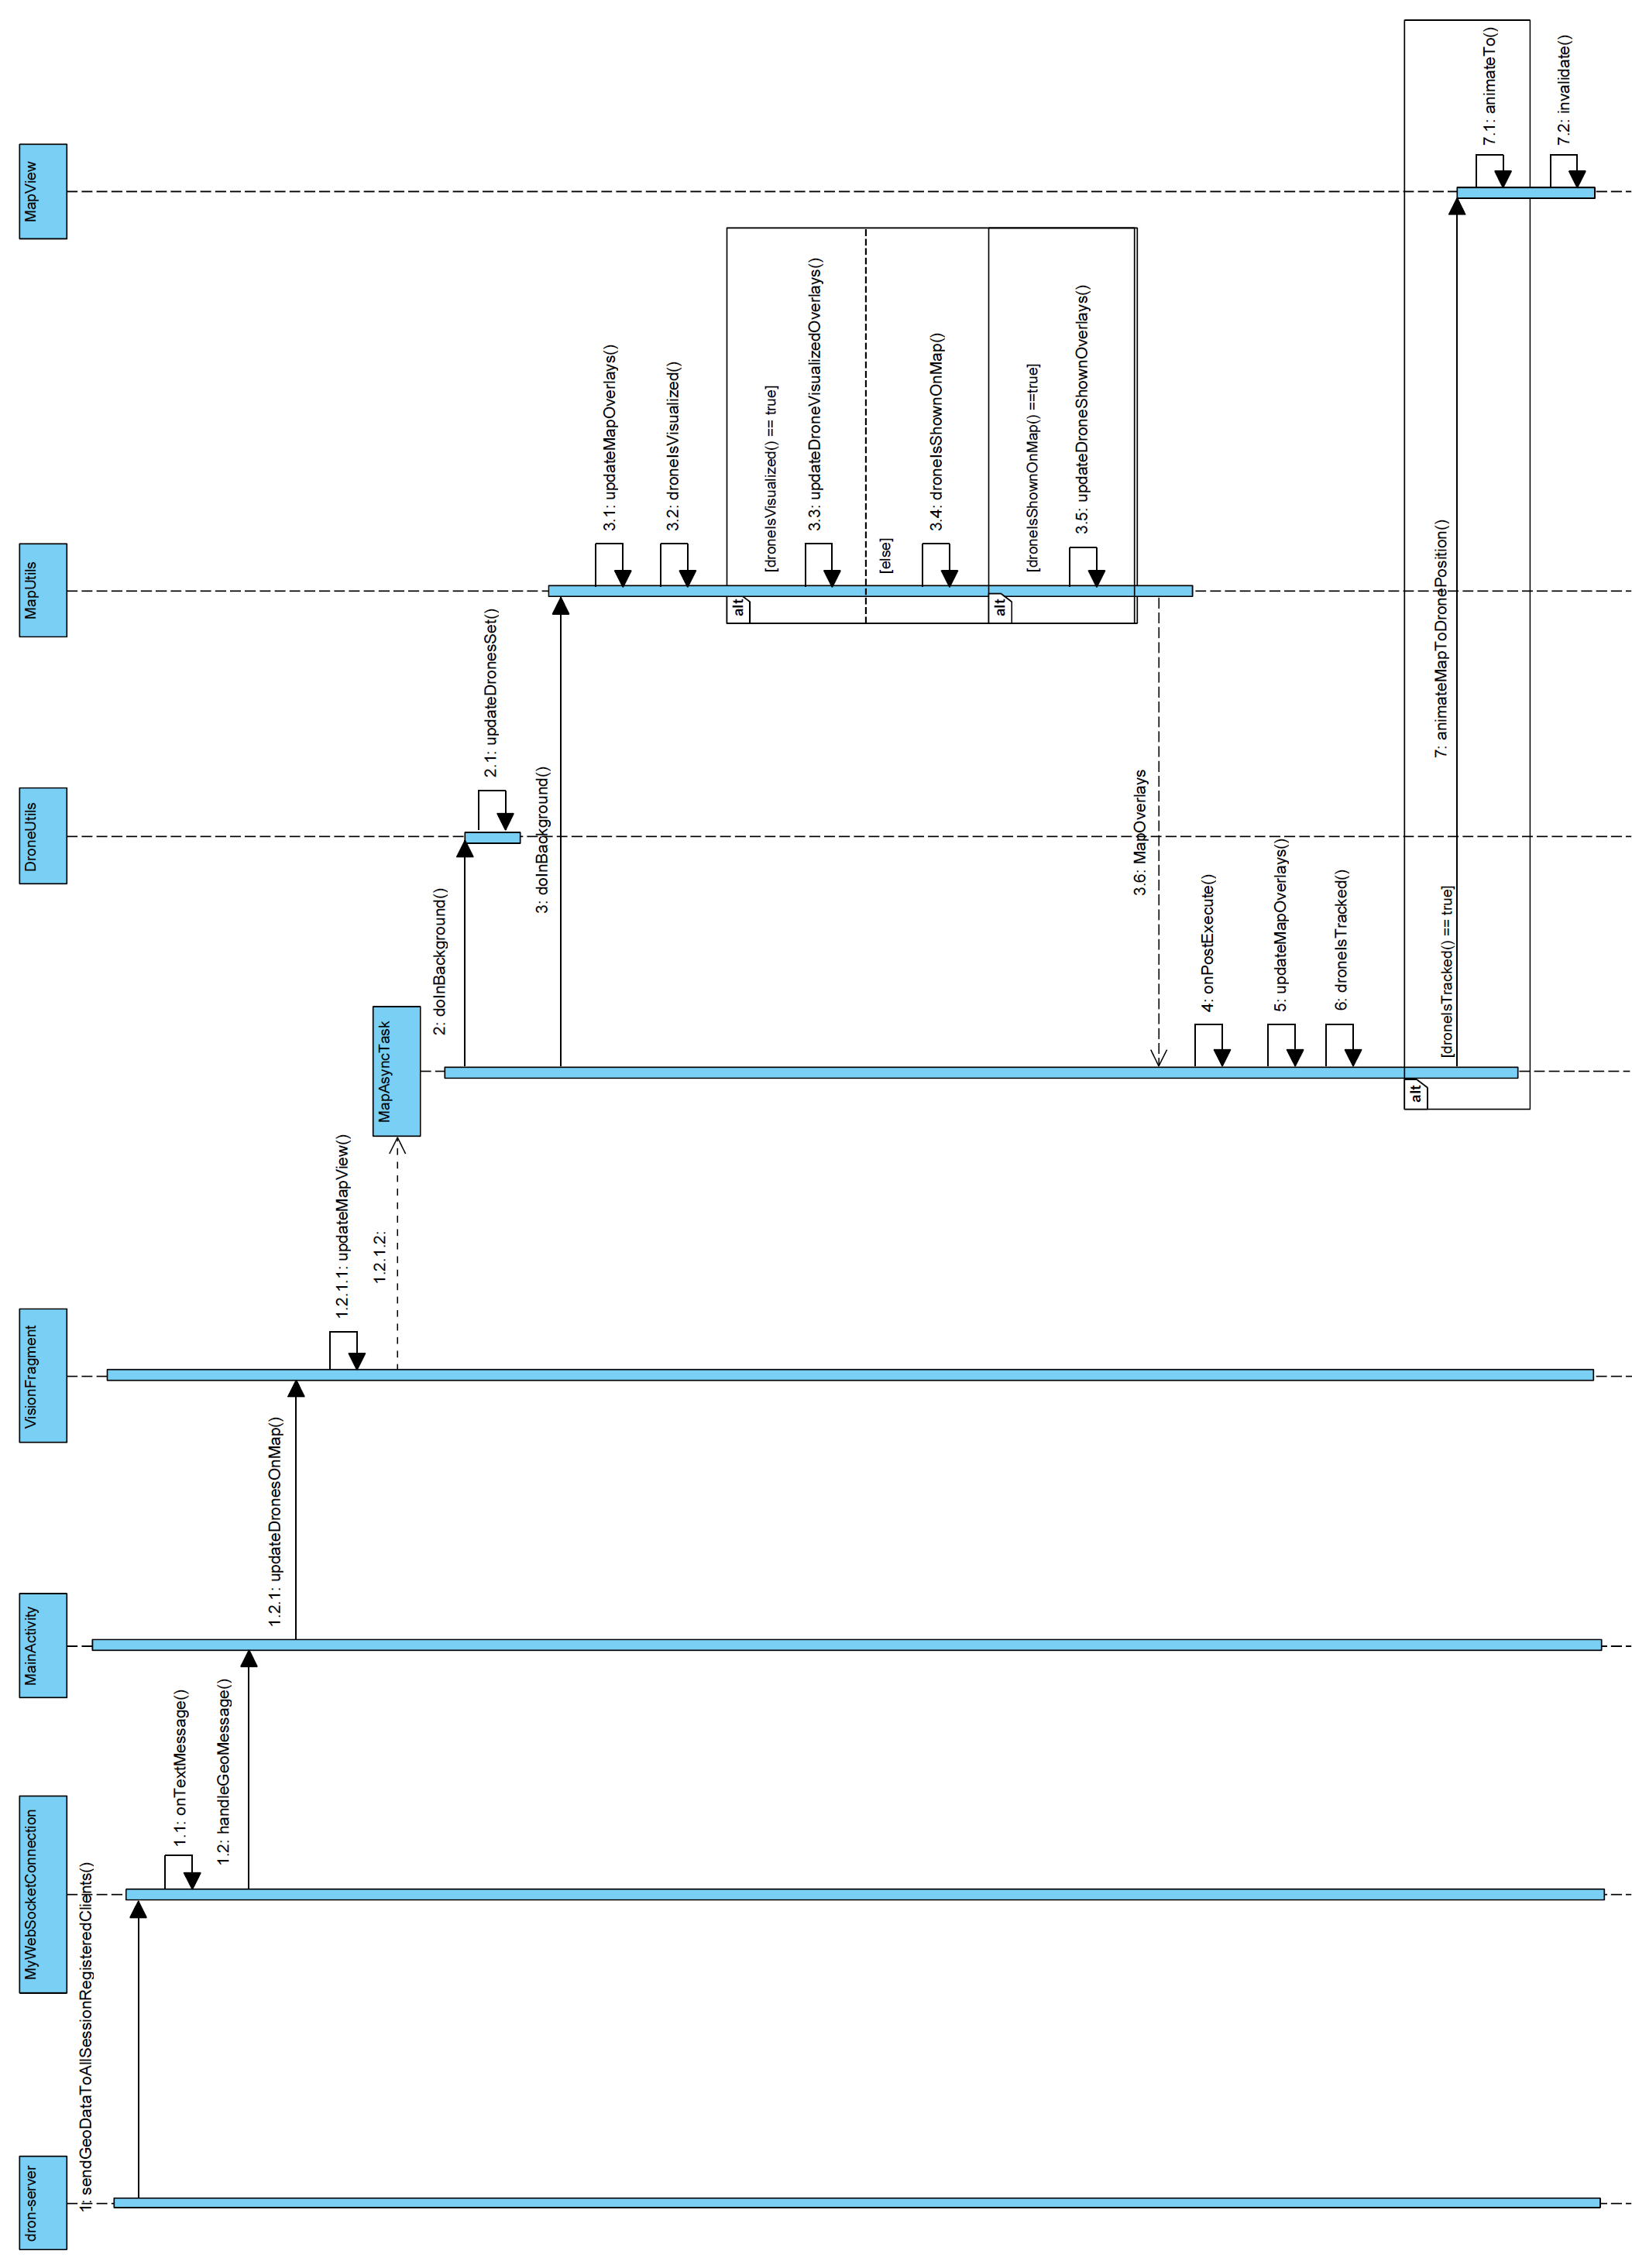 dron-server
MyWebSocketConnection
MainActivity
VisionFragment
MapAsyncTask
DroneUtils
MapUtils
MapView
1: sendGeoDataToAllSessionRegisteredClients()
1.1: onTextMessage()
1.2: handleGeoMessage()
1.2.1: updateDronesOnMap()
1.2.1.1: updateMapView()
1.2.1.2:
2: doInBackground()
2.1: updateDronesSet()
3: doInBackground()
3.1: updateMapOverlays()
3.2: droneIsVisualized()
alt
[droneIsVisualized() == true]
3.3: updateDroneVisualizedOverlays()
[else]
3.4: droneIsShownOnMap()
alt
[droneIsShownOnMap() ==true]
3.5: updateDroneShownOverlays()
3.6: MapOverlays
4: onPostExecute()
5: updateMapOverlays()
6: droneIsTracked()
alt
[droneIsTracked() == true]
7: animateMapToDronePosition()
7.1: animateTo()
7.2: invalidate()